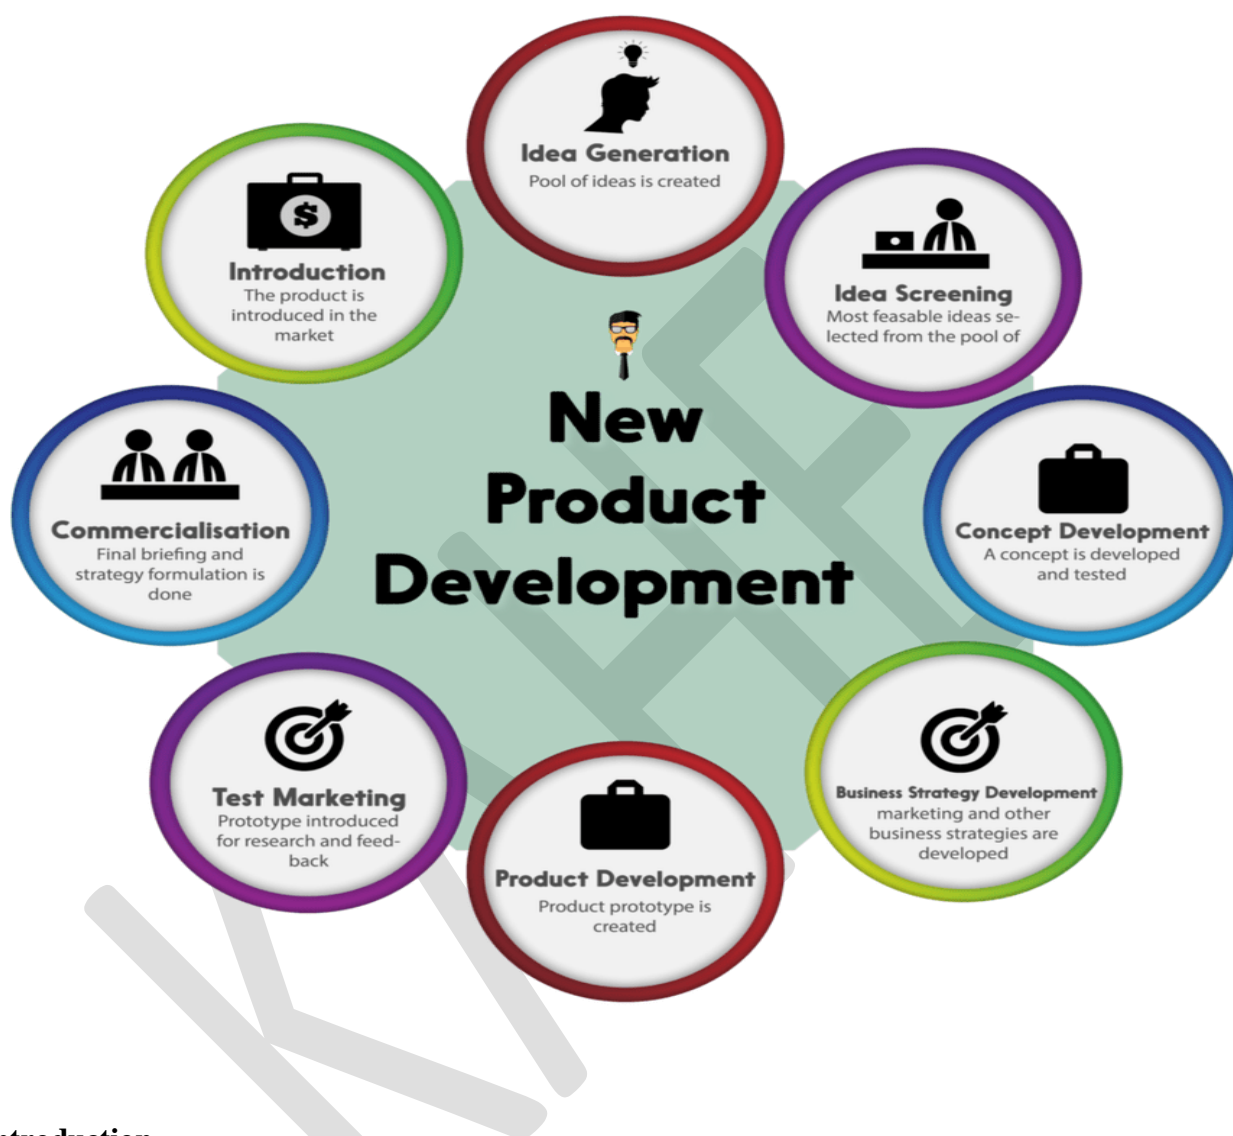 Idea Generation
Pool of ideas is created
Idea Screening
Most feasable ideas se-
lected from the pool of
Concept Development
A concept is developed
and tested
Business Strategy Development
marketing and other
business strategies are
developed
Product Development
Product prototype is
created
Test Marketing
Prototype introduced
for research and feed-
back
Commercialisation
Final briefing and
strategy formulation is
done
Introduction
The product is
introduced in the
market
$
New
Product
Development